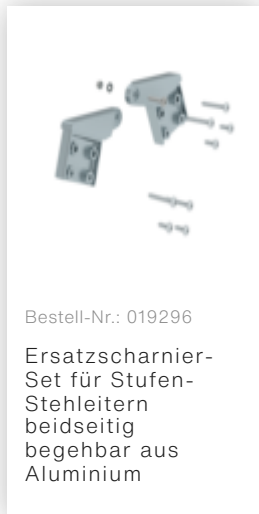 Bestell-Nr.: 019296
Ersatzscharnier-
Set für Stufen-
Stehleitern
beidseitig
begehbar aus
Aluminium